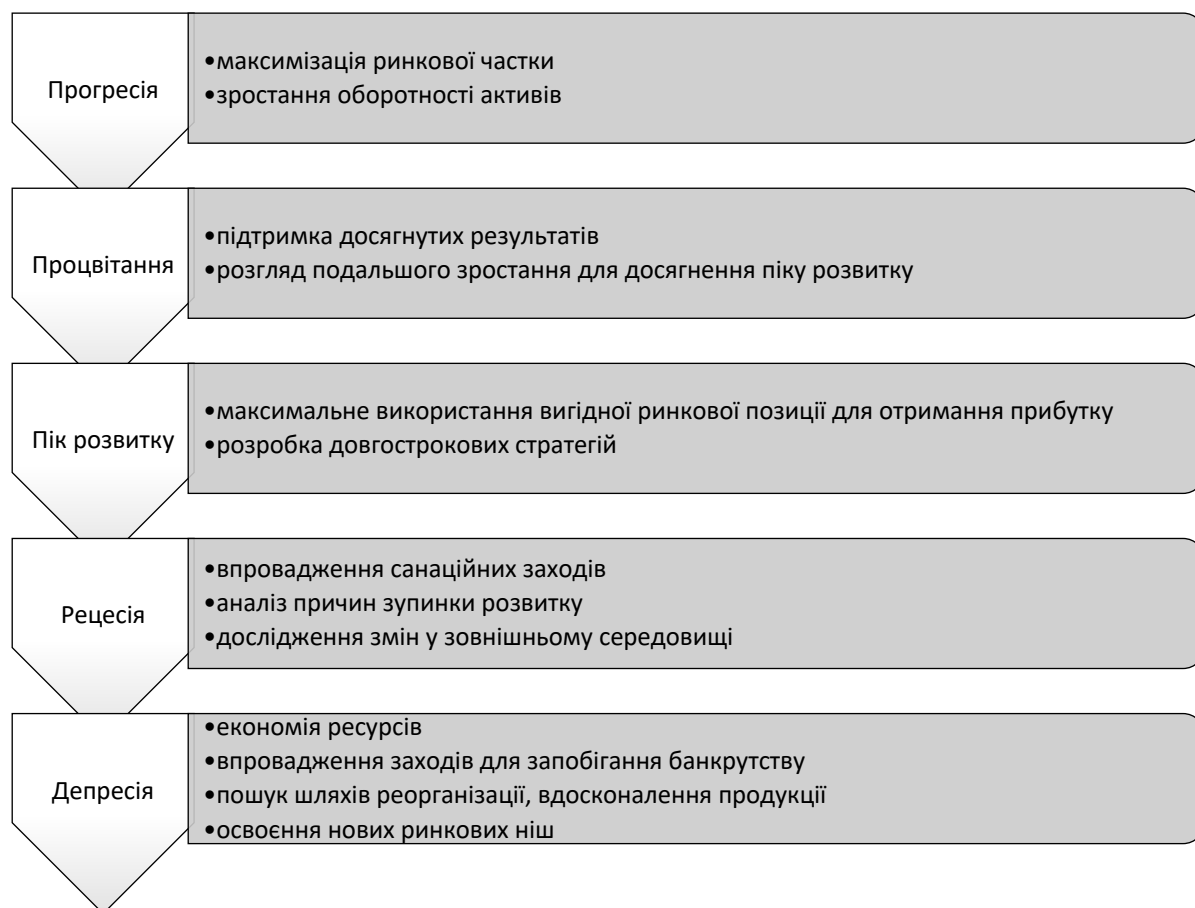 Прогресія
•максимізація ринкової частки
•зростання оборотності активів
Процвітання
•підтримка досягнутих результатів
•розгляд подальшого зростання для досягнення піку розвитку
Пік розвитку
•максимальне використання вигідної ринкової позиції для отримання прибутку
•розробка довгострокових стратегій
Рецесія
•впровадження санаційних заходів
•аналіз причин зупинки розвитку
•дослідження змін у зовнішньому середовищі
Депресія
•економія ресурсів
•впровадження заходів для запобігання банкрутству
•пошук шляхів реорганізації, вдосконалення продукції
•освоєння нових ринкових ніш